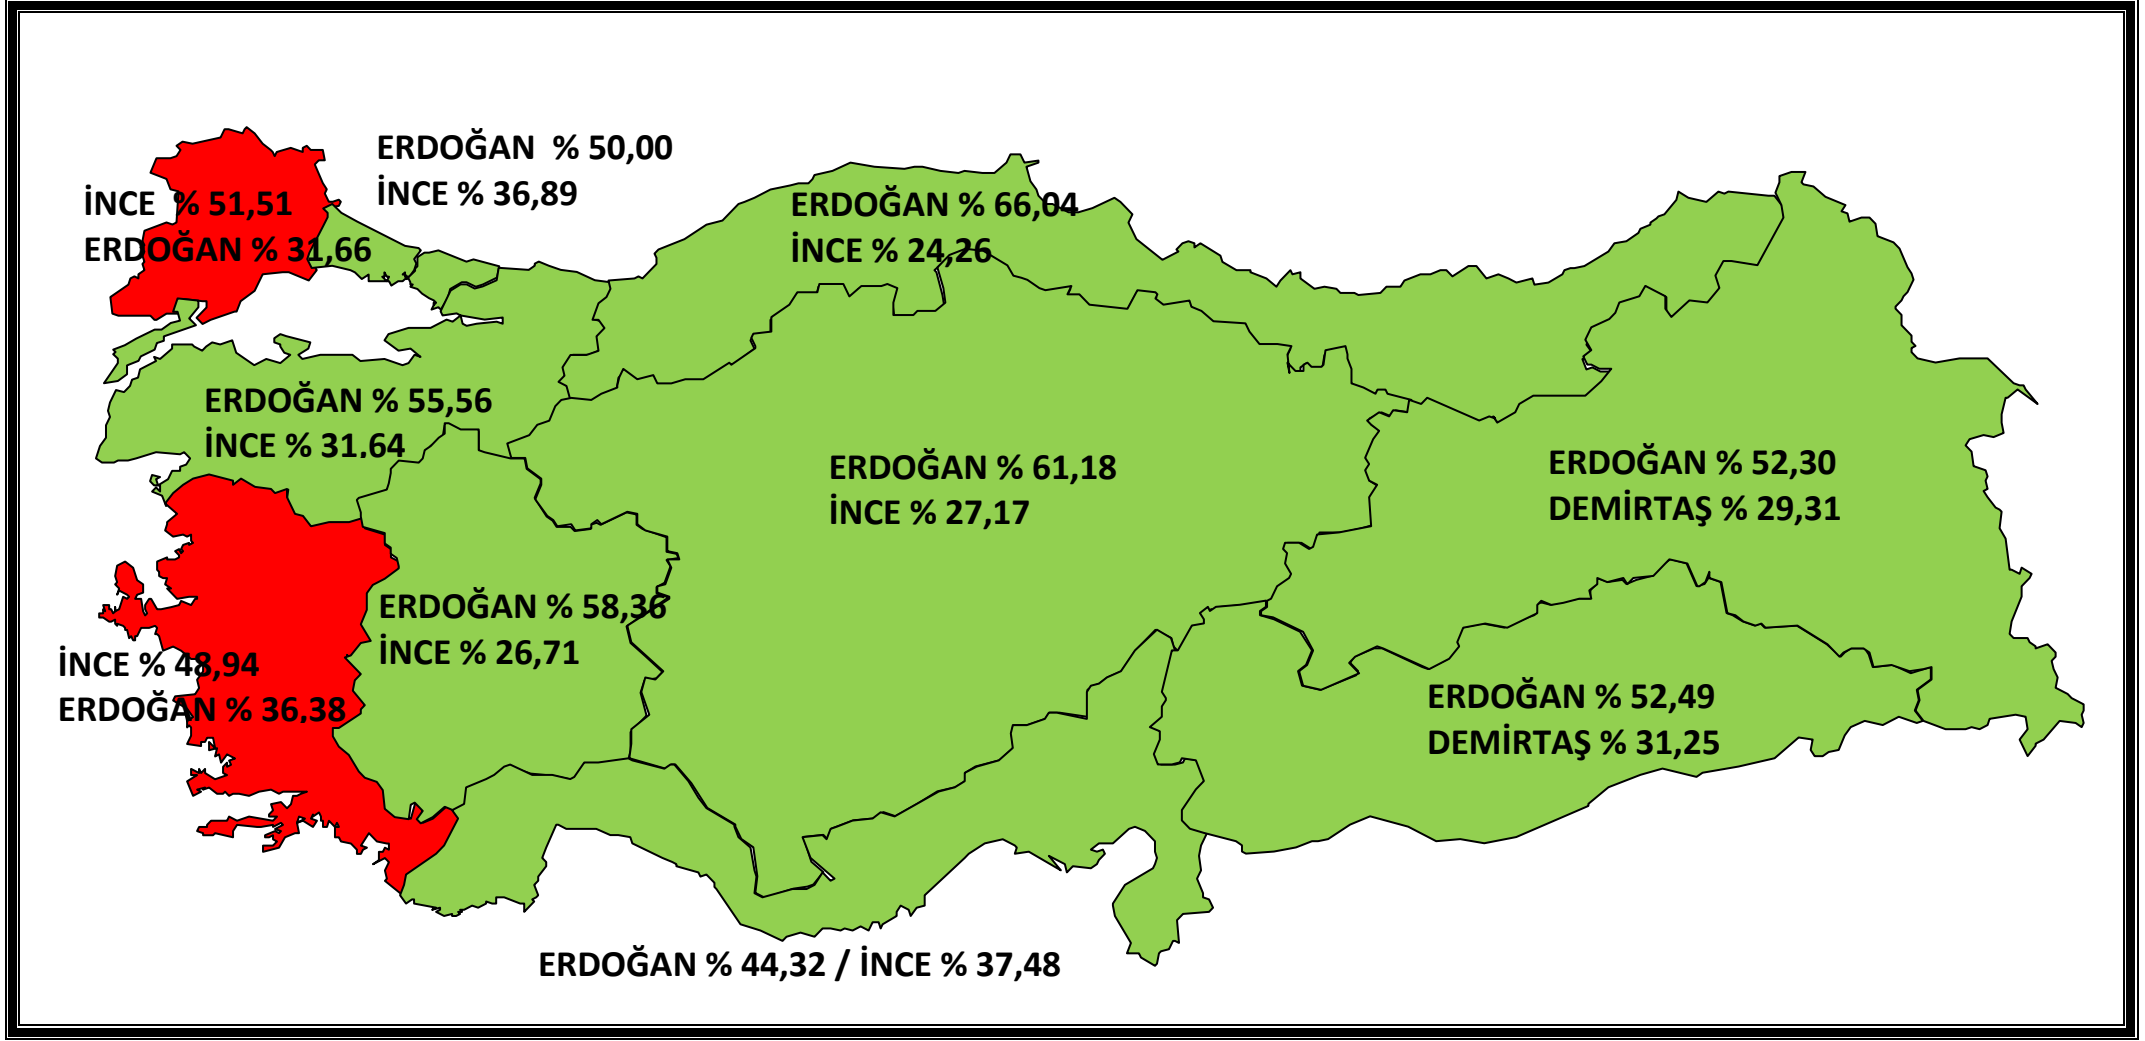 ERDOĞAN % 50,00
İNCE % 36,89
İNCE % 51,51
ERDOĞAN % 31,66
ERDOĞAN % 66,04
İNCE % 24,26
ERDOĞAN % 55,56
İNCE % 31,64
ERDOĞAN % 61,18
İNCE % 27,17
ERDOĞAN % 52,30
DEMİRTAŞ % 29,31
ERDOĞAN % 58,36
İNCE % 26,71
İNCE % 48,94
ERDOĞAN % 36,38
ERDOĞAN % 52,49
DEMİRTAŞ % 31,25
ERDOĞAN % 44,32 / İNCE % 37,48